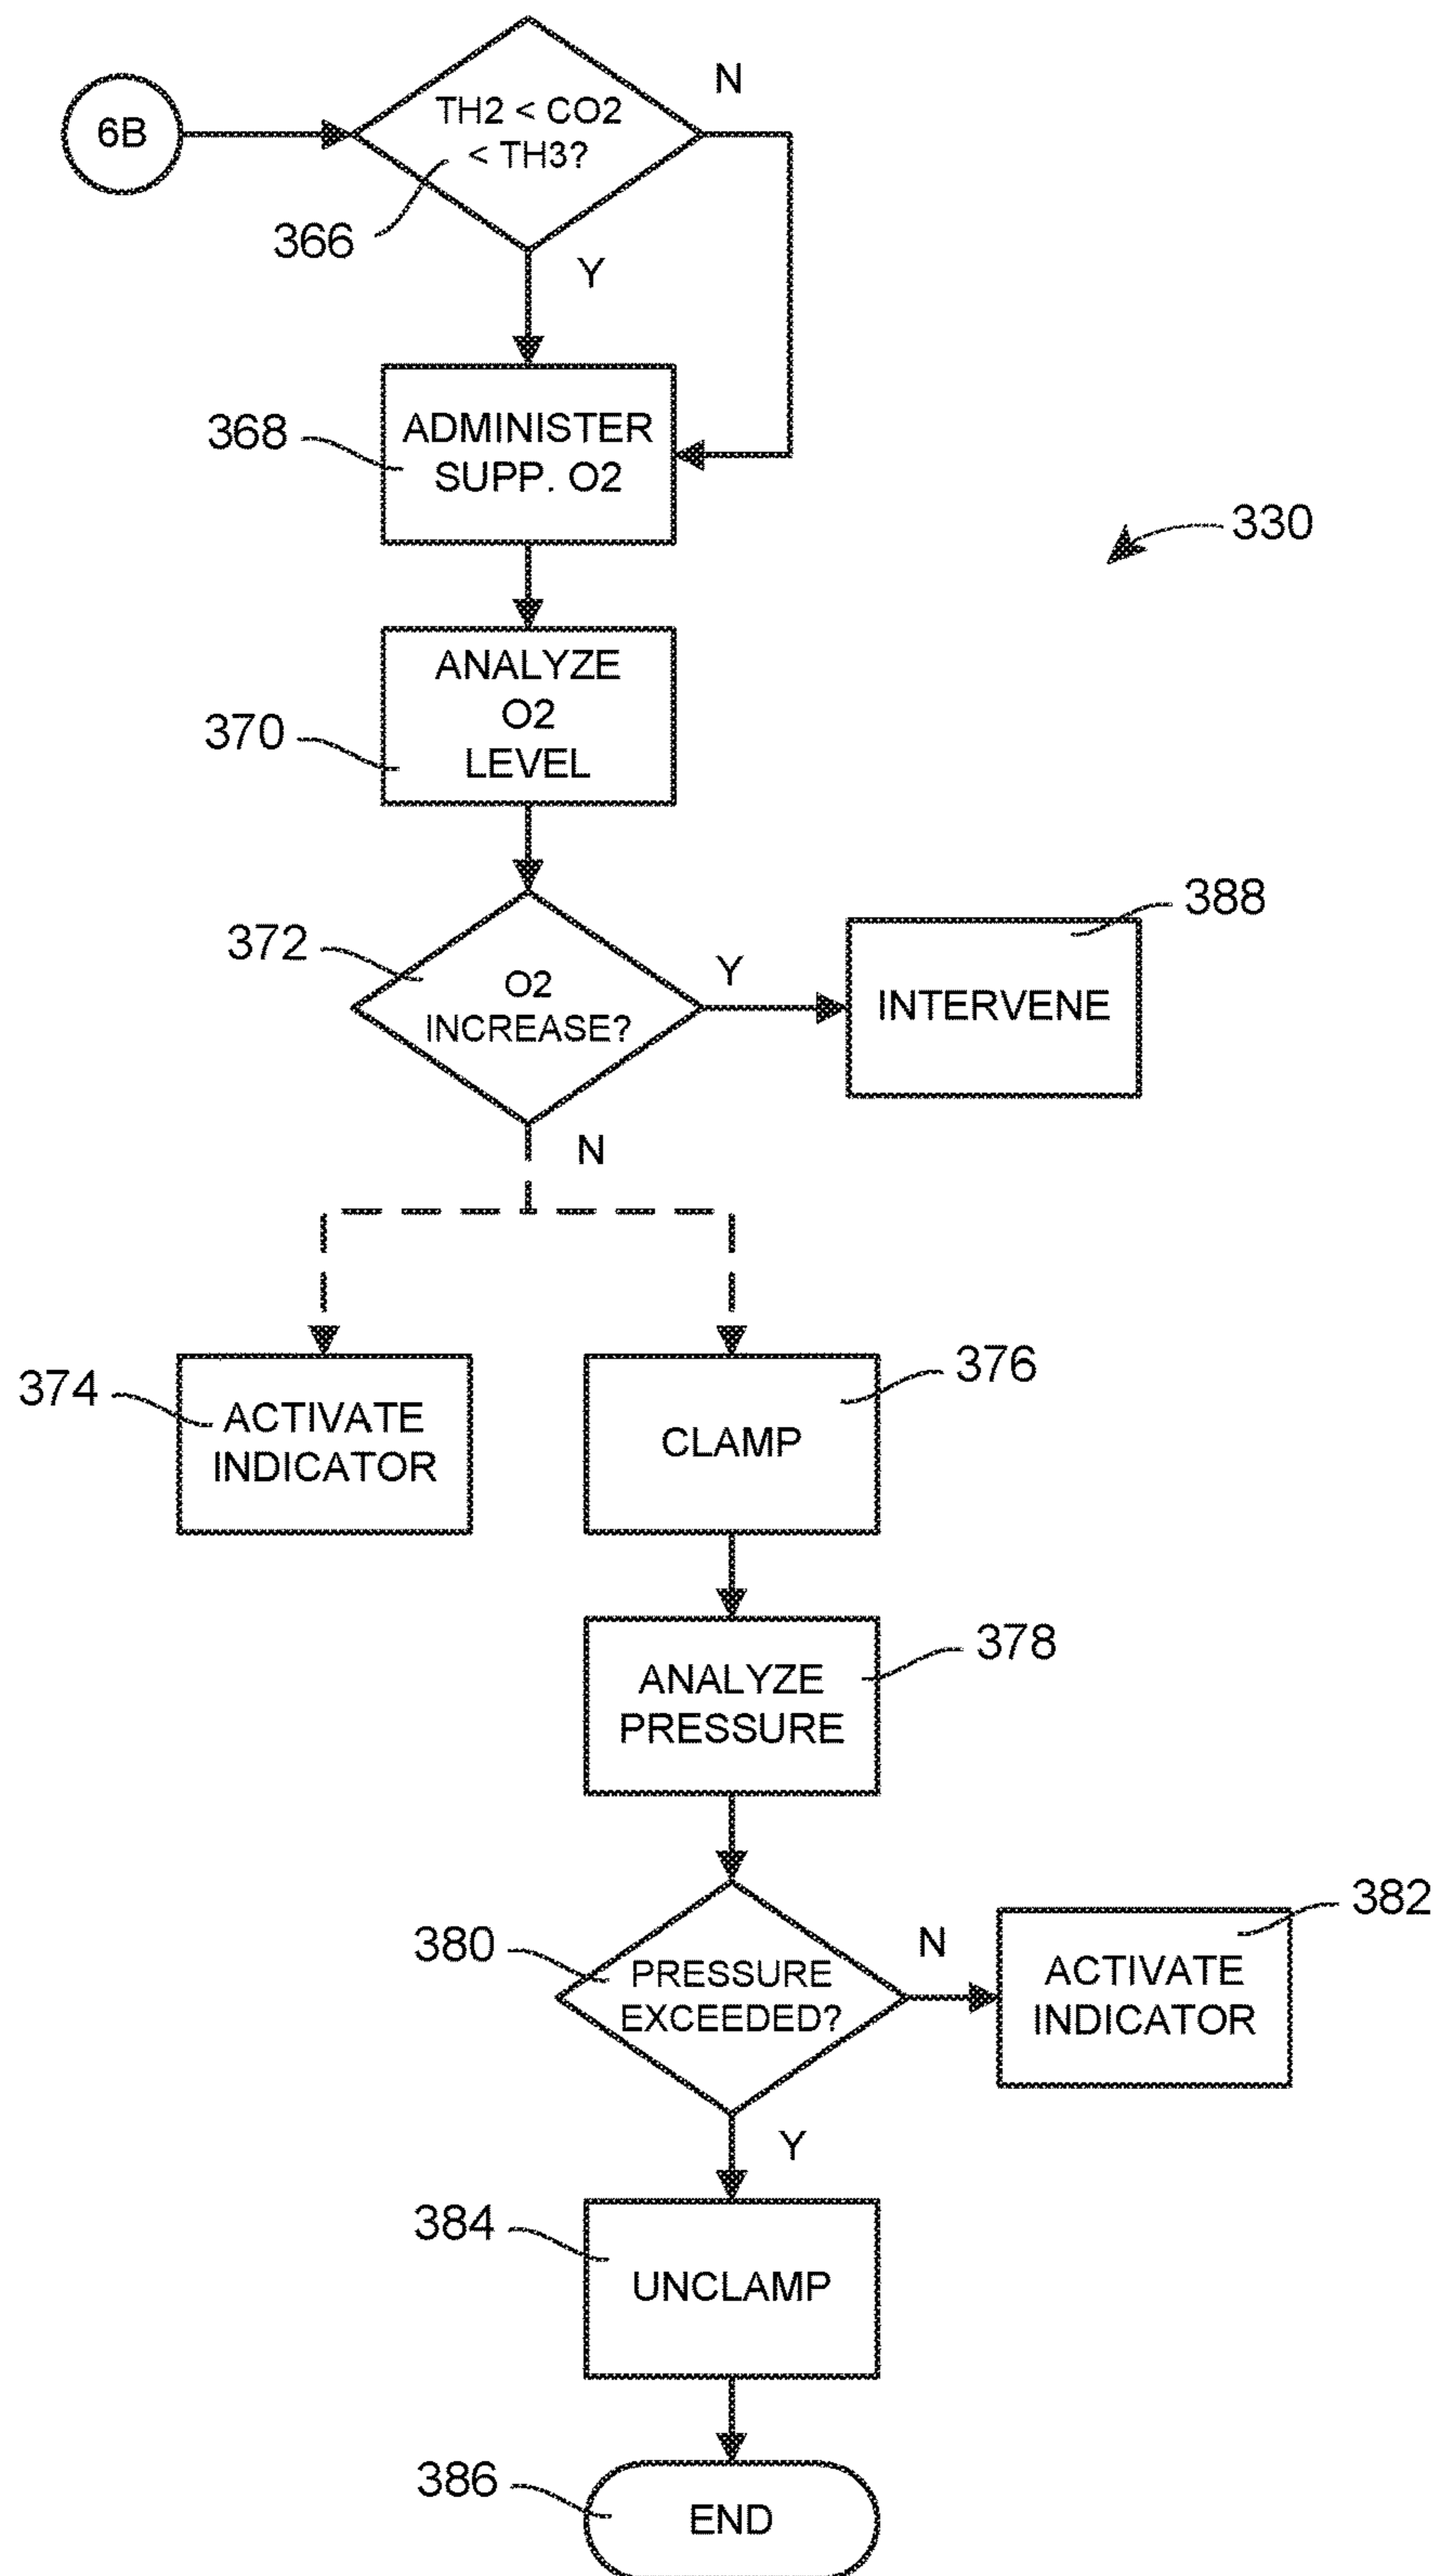 N
6B
TH2 < CO2
< TH3?
366
Y
368
ADMINISTER
SUPP. O2
330
370
ANALYZE
O2
LEVEL
388
372
O2
INCREASE?
Y
INTERVENE
N
374
ACTIVATE
INDICATOR
376
CLAMP
378
ANALYZE
PRESSURE
382
380
PRESSURE
EXCEEDED?
N
ACTIVATE
INDICATOR
Y
384
UNCLAMP
386
END